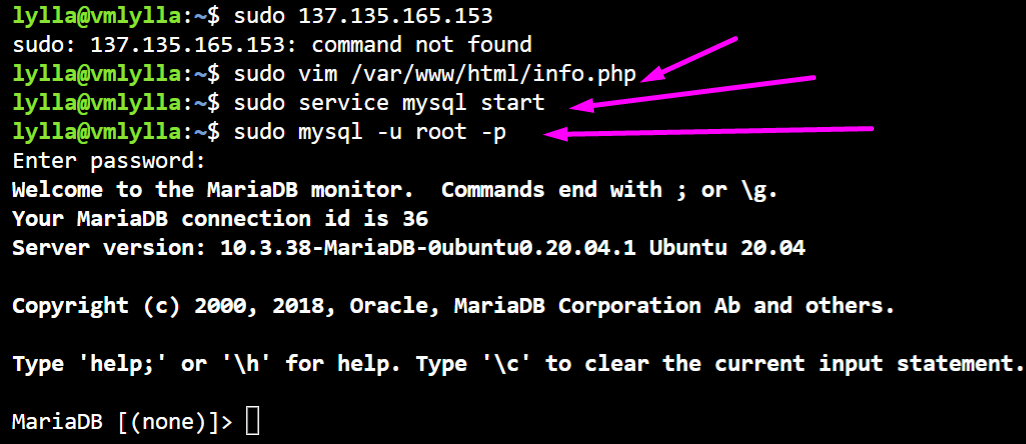 lylla@vmlylla:~$ sudo 137.135.165.153
sudo: 137.135.165.153: command not found
lylla@vmlylla:~$ sudo vim /var/www/html/info.php
lylla@vmlylla:~$ sudo service mysql start
lylla@vmlylla:~$ sudo mysql -u root -p
Enter password:
Welcome to the MariaDB monitor.  Commands end with ; or \g.
Your MariaDB connection id is 36
Server version: 10.3.38-MariaDB-0ubuntu0.20.04.1 Ubuntu 20.04
Copyright (c) 2000, 2018, Oracle, MariaDB Corporation Ab and others.
Type 'help;' or '\h' for help. Type '\c' to clear the current input statement.
MariaDB [(none)]>